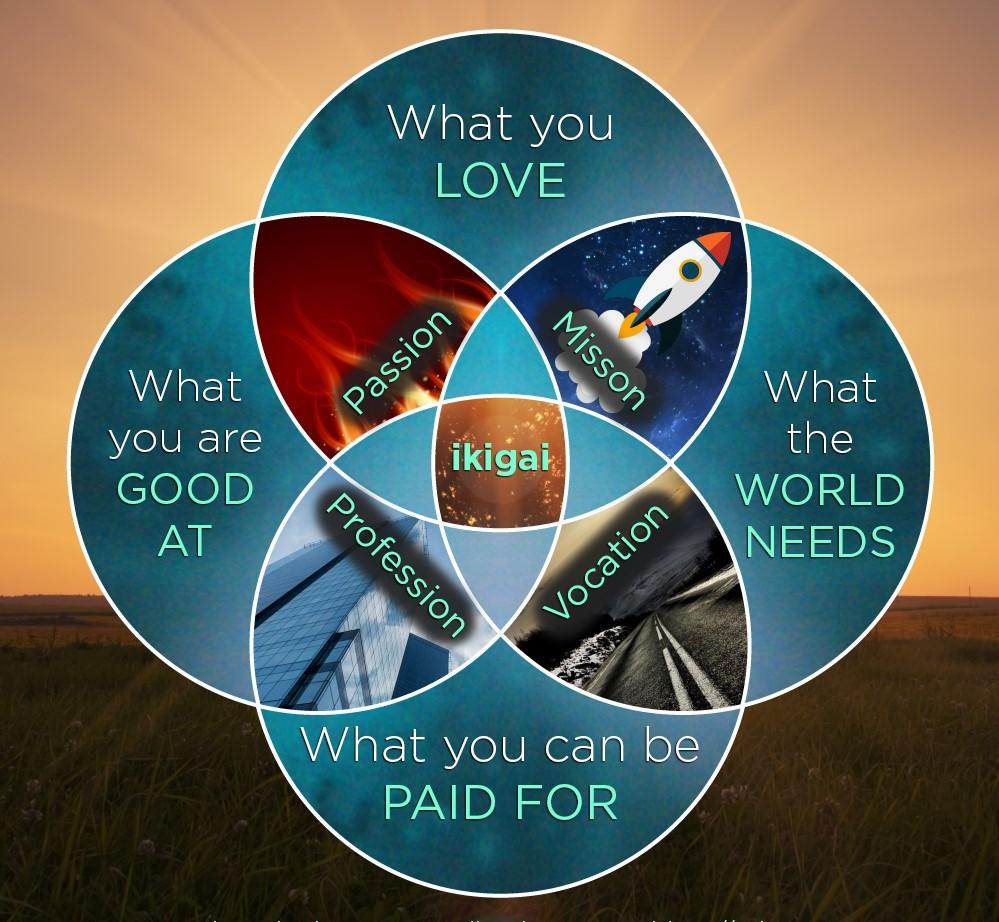 What you
LOVE
Passion
Misson
What
you are
GOOD
AT
ikigai
What
the
WORLD
NEEDS
Profession
Vocation
What you can be
PAID FOR